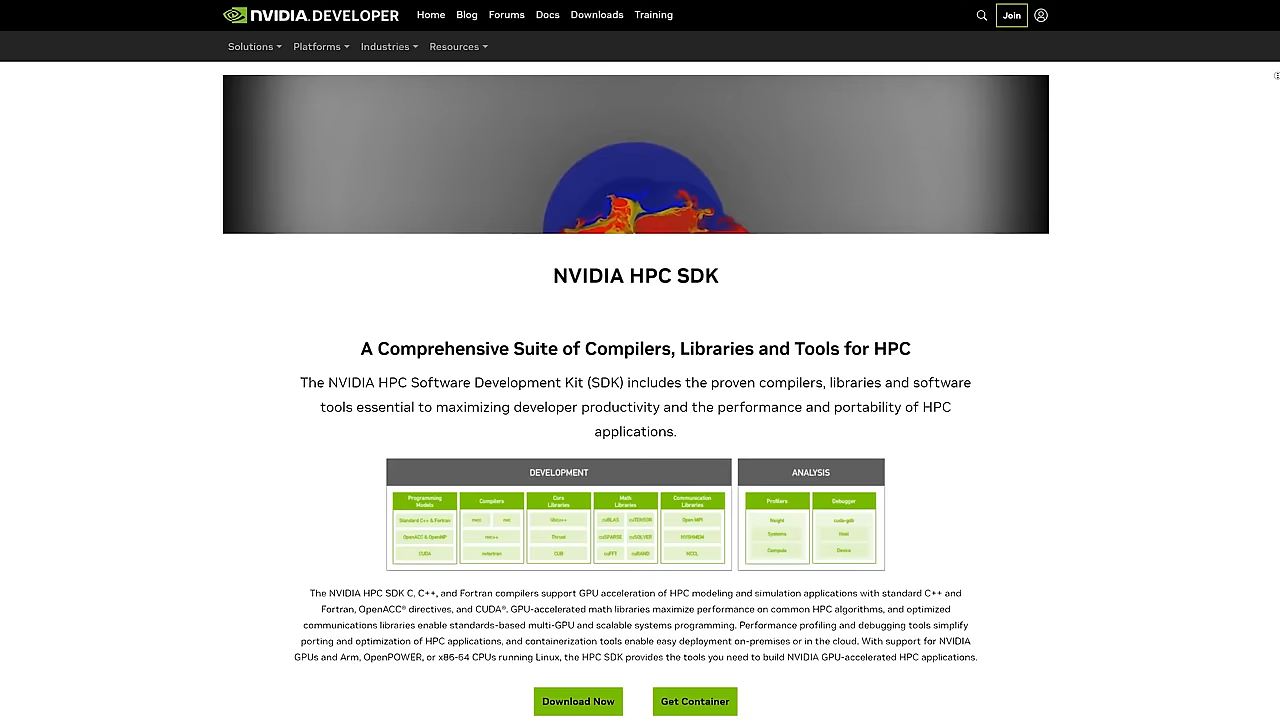 NVIDIA.DEVELOPER Home Blog Forums Docs Downloads Training Join
Solutions Platforms Industries Resources
NVIDIA HPC SDK
A Comprehensive Suite of Compilers, Libraries and Tools for HPC
The NVIDIA HPC Software Development Kit (SDK) includes the proven compilers, libraries and software
tools essential to maximizing developer productivity and the performance and portability of HPC
applications.
DEVELOPMENT ANALYSIS
Programming Models Compilers Core Libraries Math Libraries Communication Libraries Profilers Debugger
Standard C++ & Fortran nvcc nvc libcu++ cuBLAS cuTENSOR Open MPI Nsight cuda-gdb
OpenACC & OpenMP nvc++ Thrust cuSPARSE cuSOLVER NVSHMEM Systems Host
CUDA nvfortran CUB cuFFT cuRAND NCCL Compute Device
The NVIDIA HPC SDK C, C++, and Fortran compilers support GPU acceleration of HPC modeling and simulation applications with standard C++ and
Fortran, OpenACC® directives, and CUDA®. GPU-accelerated math libraries maximize performance on common HPC algorithms, and optimized
communications libraries enable standards-based multi-GPU and scalable systems programming. Performance profiling and debugging tools simplify
porting and optimization of HPC applications, and containerization tools enable easy deployment on-premises or in the cloud. With support for NVIDIA
GPUs and Arm, OpenPOWER, or x86-64 CPUs running Linux, the HPC SDK provides the tools you need to build NVIDIA GPU-accelerated HPC applications.
Download Now Get Container